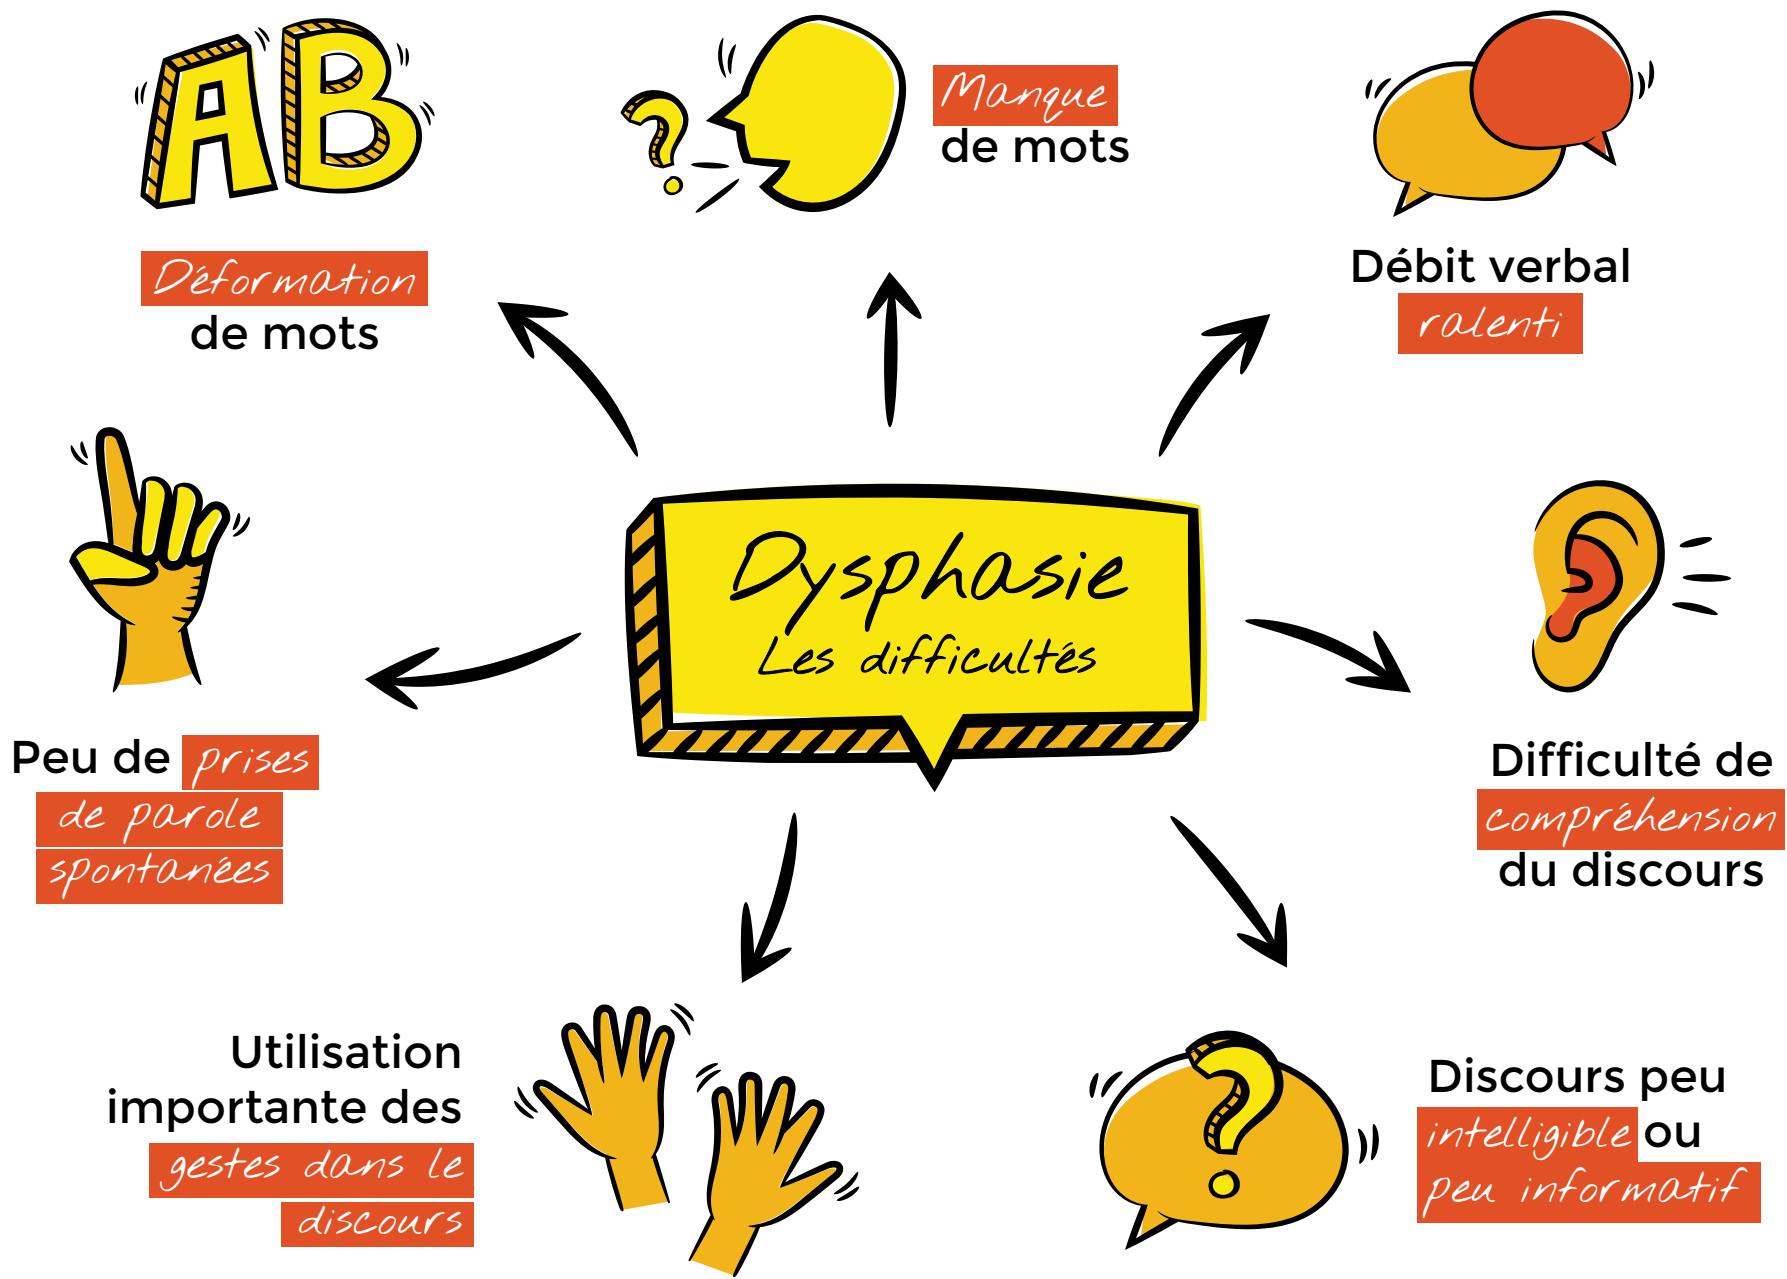 AB
Manque
de mots
Débit verbal
ralenti
Déformation
de mots
Dysphasie
Les difficultés
Peu de prises
de parole
spontanées
Difficulté de
compréhension
du discours
Utilisation
importante des
gestes dans le
discours
Discours peu
intelligible ou
peu informatif